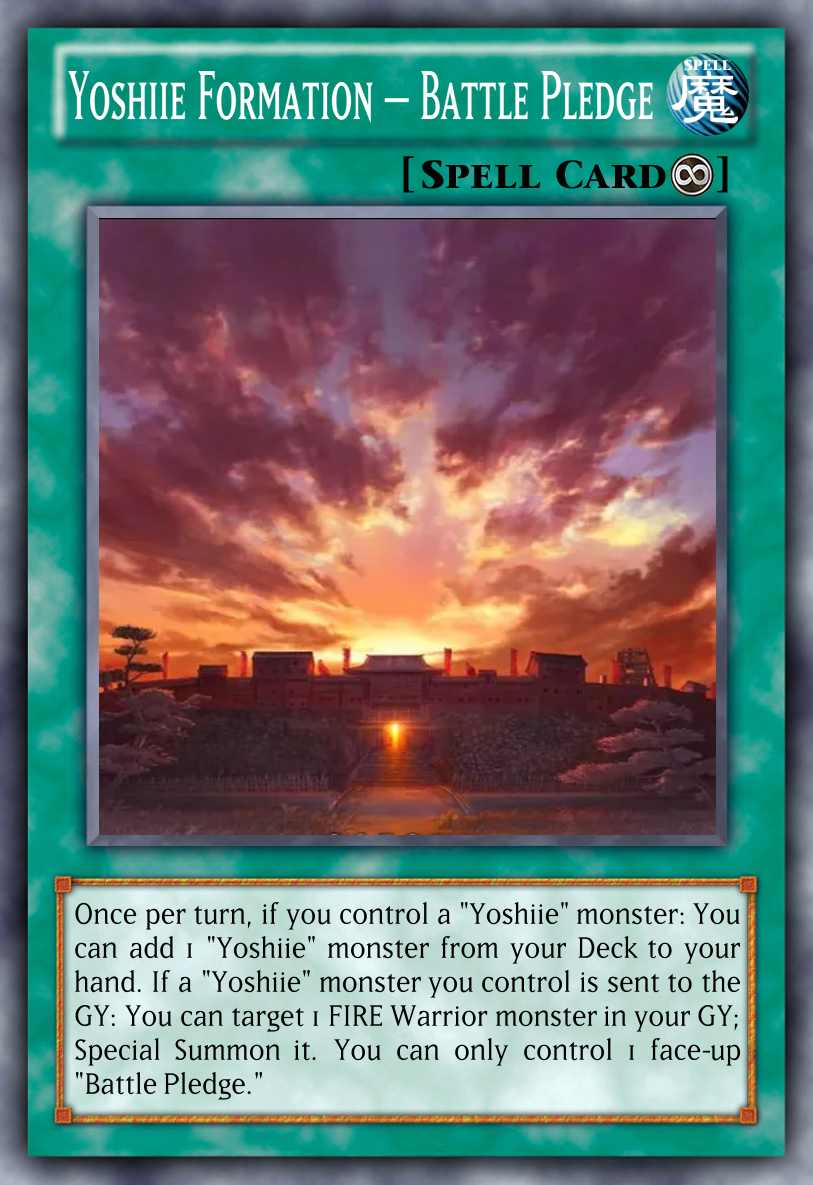 Yoshiie Formation – Battle Pledge
SPELL
魔
[Spell Card∞]
Once per turn, if you control a "Yoshiie" monster: You
can add 1 "Yoshiie" monster from your Deck to your
hand. If a "Yoshiie" monster you control is sent to the
GY: You can target 1 FIRE Warrior monster in your GY;
Special Summon it. You can only control 1 face-up
"Battle Pledge."